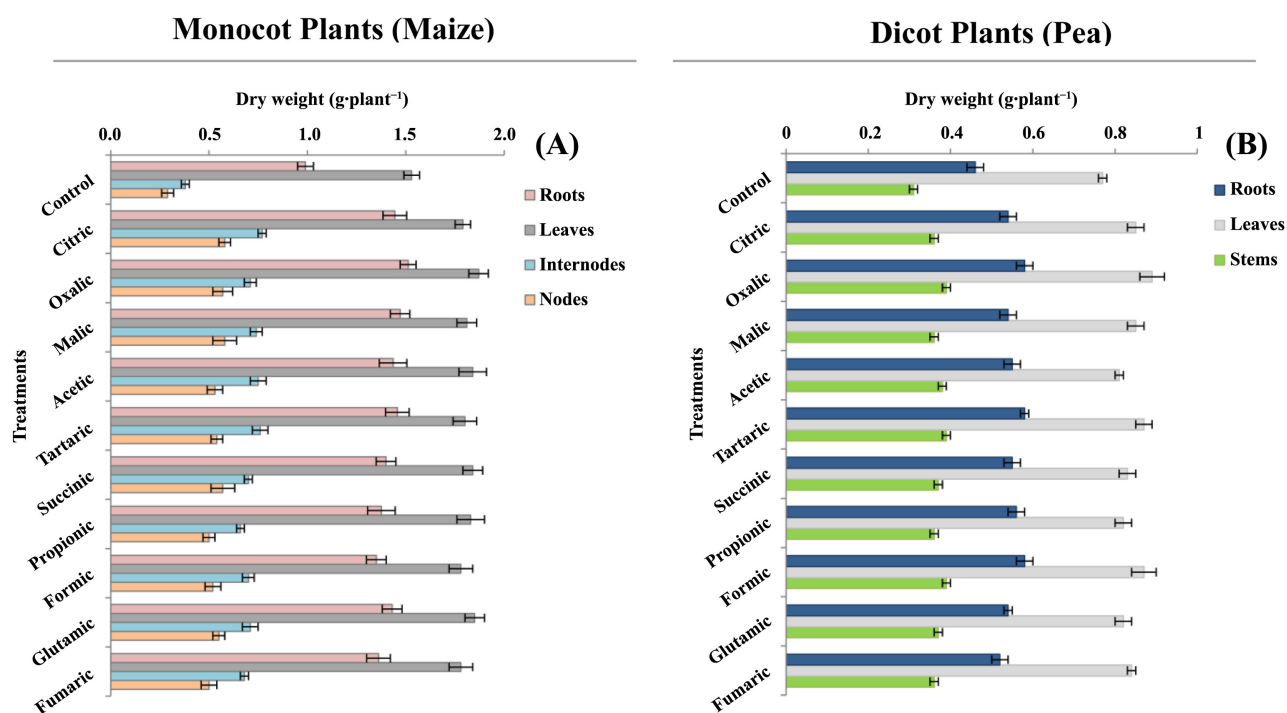 Monocot Plants (Maize)
Dry weight (g·plant⁻¹)
0.0 0.5 1.0 1.5 2.0
(A)
Roots
Leaves
Internodes
Nodes
Treatments
Control
Citric
Oxalic
Malic
Acetic
Tartaric
Succinic
Propionic
Formic
Glutamic
Fumaric
Dicot Plants (Pea)
Dry weight (g·plant⁻¹)
0 0.2 0.4 0.6 0.8 1
(B)
Roots
Leaves
Stems
Treatments
Control
Citric
Oxalic
Malic
Acetic
Tartaric
Succinic
Propionic
Formic
Glutamic
Fumaric